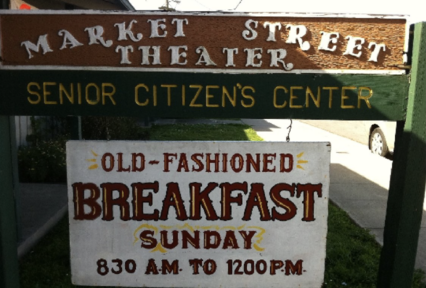 MARKET STREET
THEATER
SENIOR CITIZEN'S CENTER
OLD-FASHIONED
BREAKFAST
SUNDAY
830 A.M. TO 1200 P.M.